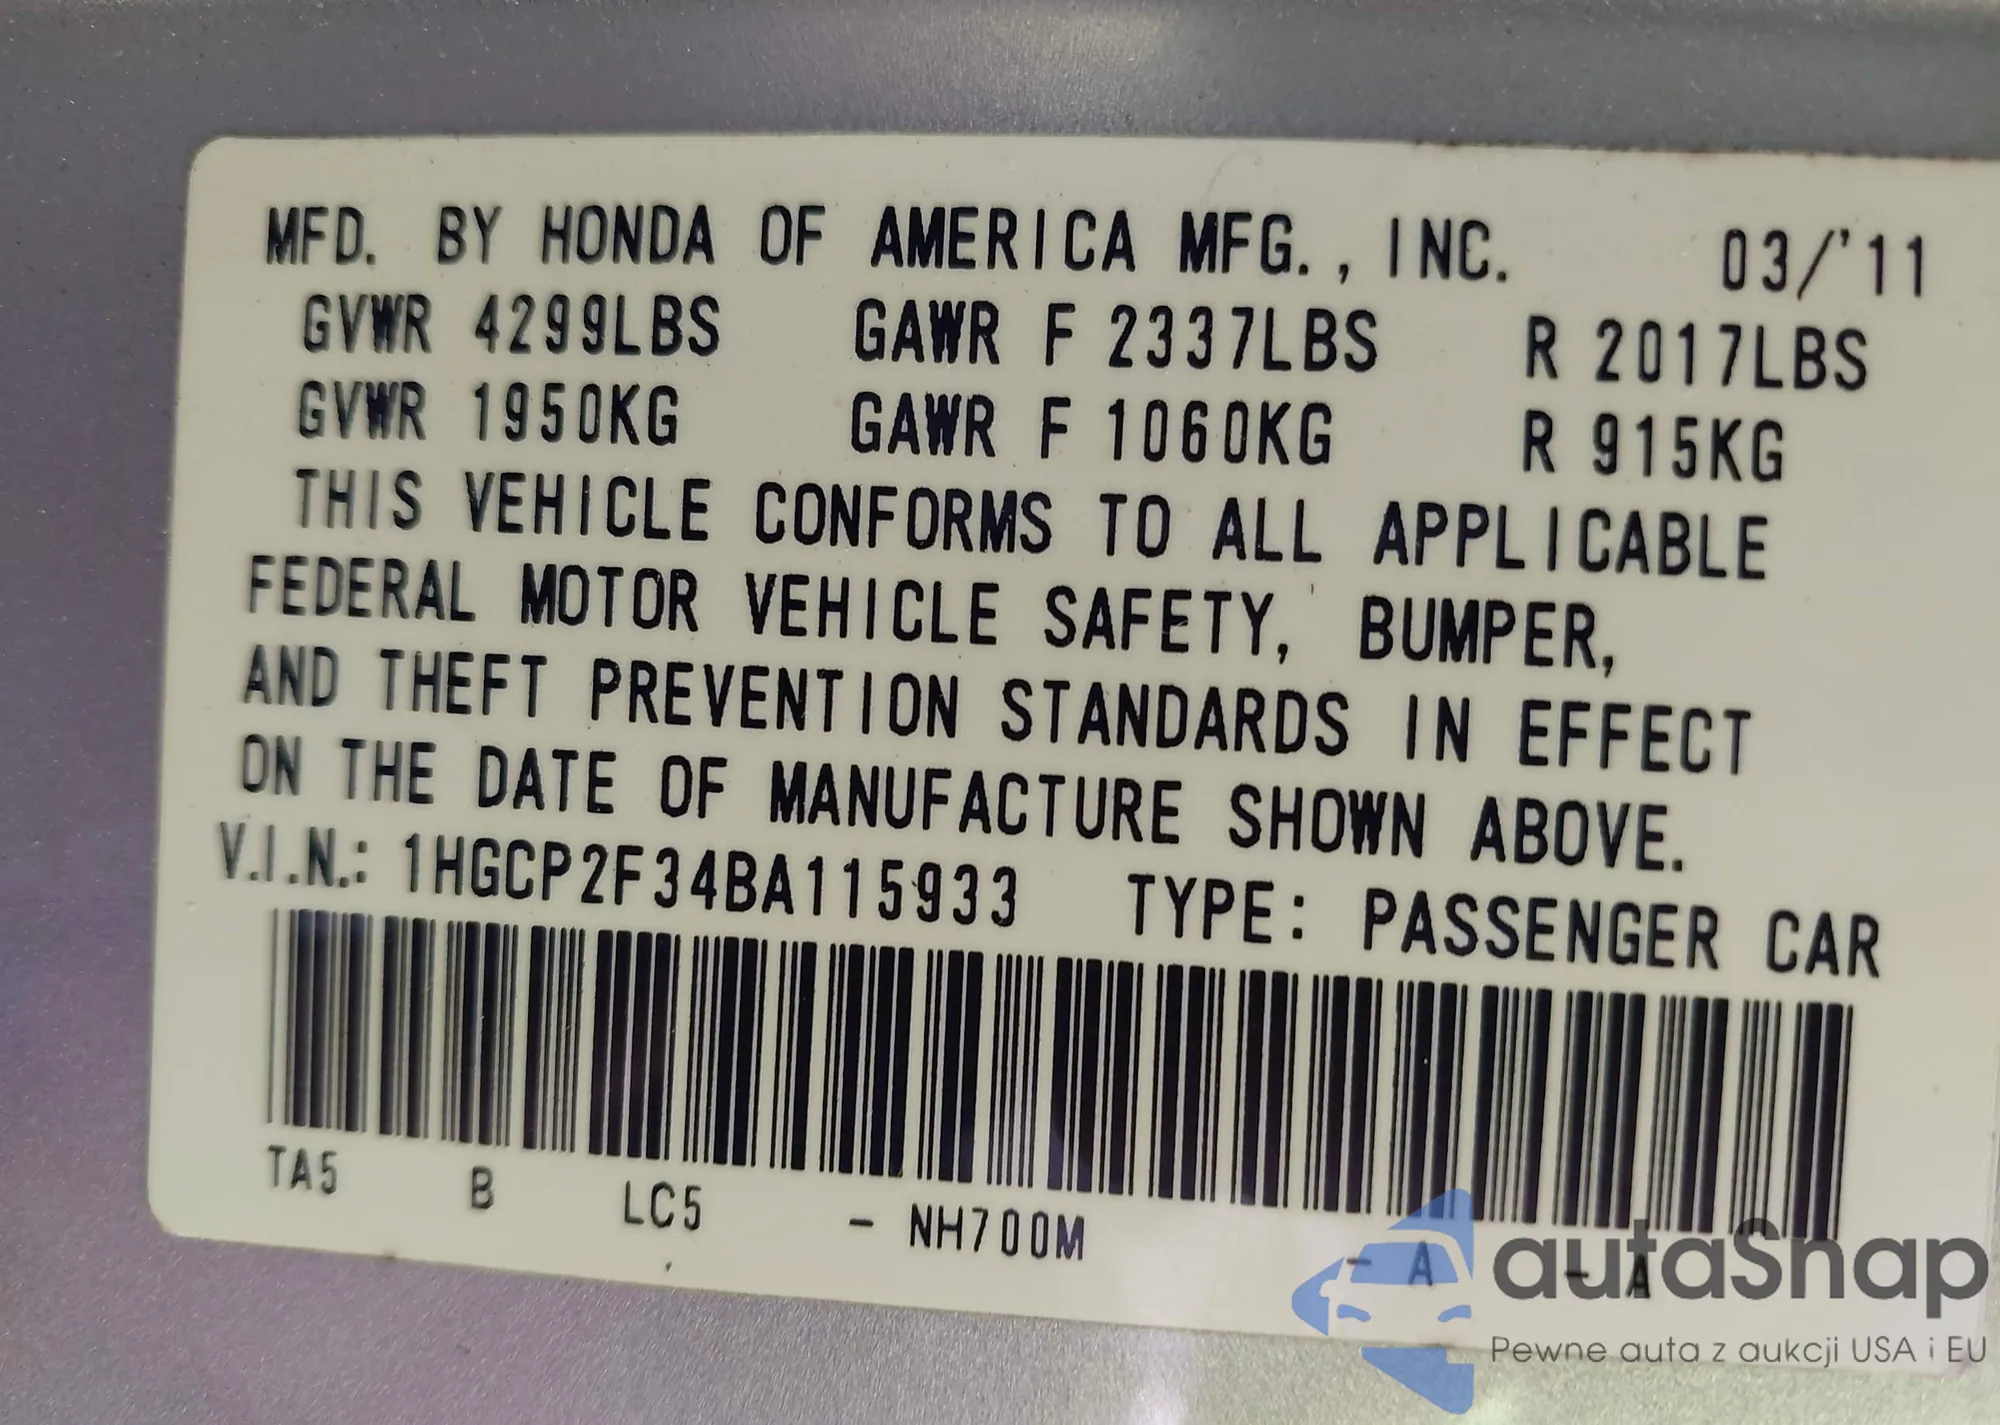 MFD. BY HONDA OF AMERICA MFG., INC. 03/'11
GVWR 4299LBS GAWR F 2337LBS R 2017LBS
GVWR 1950KG GAWR F 1060KG R 915KG
THIS VEHICLE CONFORMS TO ALL APPLICABLE
FEDERAL MOTOR VEHICLE SAFETY, BUMPER,
AND THEFT PREVENTION STANDARDS IN EFFECT
ON THE DATE OF MANUFACTURE SHOWN ABOVE.
V.I.N.: 1HGCP2F34BA115933 TYPE: PASSENGER CAR
TA5 B LC5 - NH700M - A - A
autaSnap
Pewne auta z aukcji USA i EU